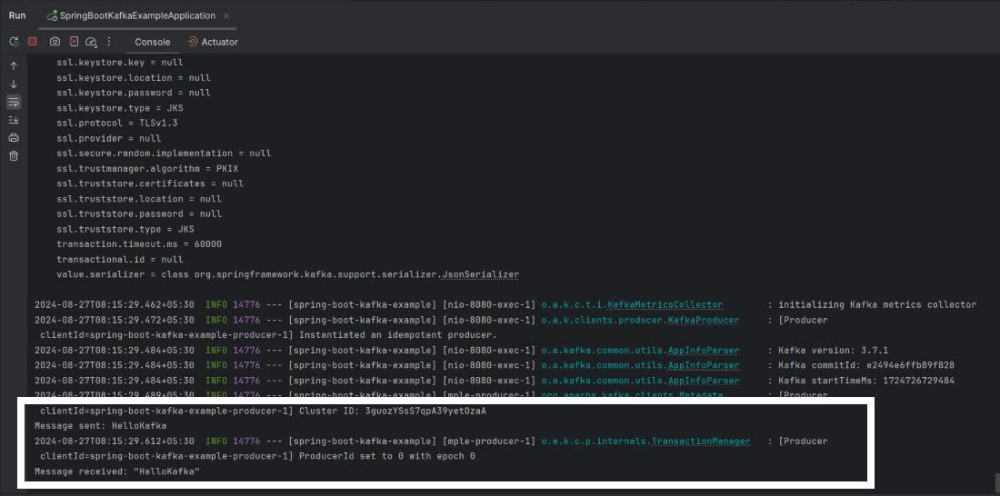 Run SpringBootKafkaExampleApplication
Console Actuator
ssl.keystore.key = null
ssl.keystore.location = null
ssl.keystore.password = null
ssl.keystore.type = JKS
ssl.protocol = TLSv1.3
ssl.provider = null
ssl.secure.random.implementation = null
ssl.trustmanager.algorithm = PKIX
ssl.truststore.certificates = null
ssl.truststore.location = null
ssl.truststore.password = null
ssl.truststore.type = JKS
transaction.timeout.ms = 60000
transactional.id = null
value.serializer = class org.springframework.kafka.support.serializer.JsonSerializer
2024-08-27T08:15:29.462+05:30 INFO 14776 --- [spring-boot-kafka-example] [nio-8080-exec-1] o.a.k.c.t.i.KafkaMetricsCollector : initializing Kafka metrics collector
2024-08-27T08:15:29.472+05:30 INFO 14776 --- [spring-boot-kafka-example] [nio-8080-exec-1] o.a.k.clients.producer.KafkaProducer : [Producer
clientId=spring-boot-kafka-example-producer-1] Instantiated an idempotent producer.
2024-08-27T08:15:29.484+05:30 INFO 14776 --- [spring-boot-kafka-example] [nio-8080-exec-1] o.a.kafka.common.utils.AppInfoParser : Kafka version: 3.7.1
2024-08-27T08:15:29.484+05:30 INFO 14776 --- [spring-boot-kafka-example] [nio-8080-exec-1] o.a.kafka.common.utils.AppInfoParser : Kafka commitId: e2494e6ffb89f828
2024-08-27T08:15:29.484+05:30 INFO 14776 --- [spring-boot-kafka-example] [nio-8080-exec-1] o.a.kafka.common.utils.AppInfoParser : Kafka startTimeMs: 1724726729484
2024-08-27T08:15:29.489+05:30 INFO 14776 --- [spring-boot-kafka-example] [mple-producer-1] org.apache.kafka.clients.Metadata : [Producer
clientId=spring-boot-kafka-example-producer-1] Cluster ID: 3guozYSsS7qpA39yetOzaA
Message sent: HelloKafka
2024-08-27T08:15:29.612+05:30 INFO 14776 --- [spring-boot-kafka-example] [mple-producer-1] o.a.k.c.p.internals.TransactionManager : [Producer
clientId=spring-boot-kafka-example-producer-1] ProducerId set to 0 with epoch 0
Message received: "HelloKafka"